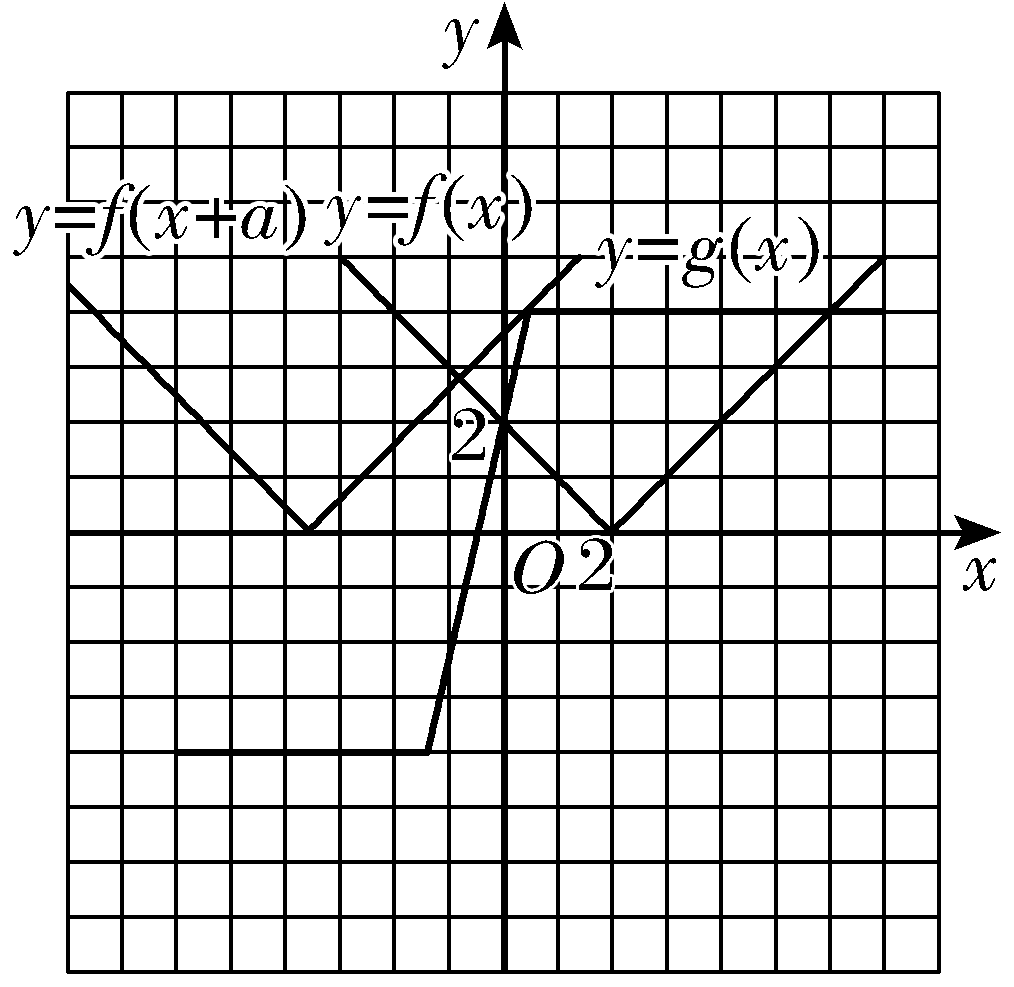 y
y=f(x+a) y=f(x)
y=g(x)
2
O 2
x